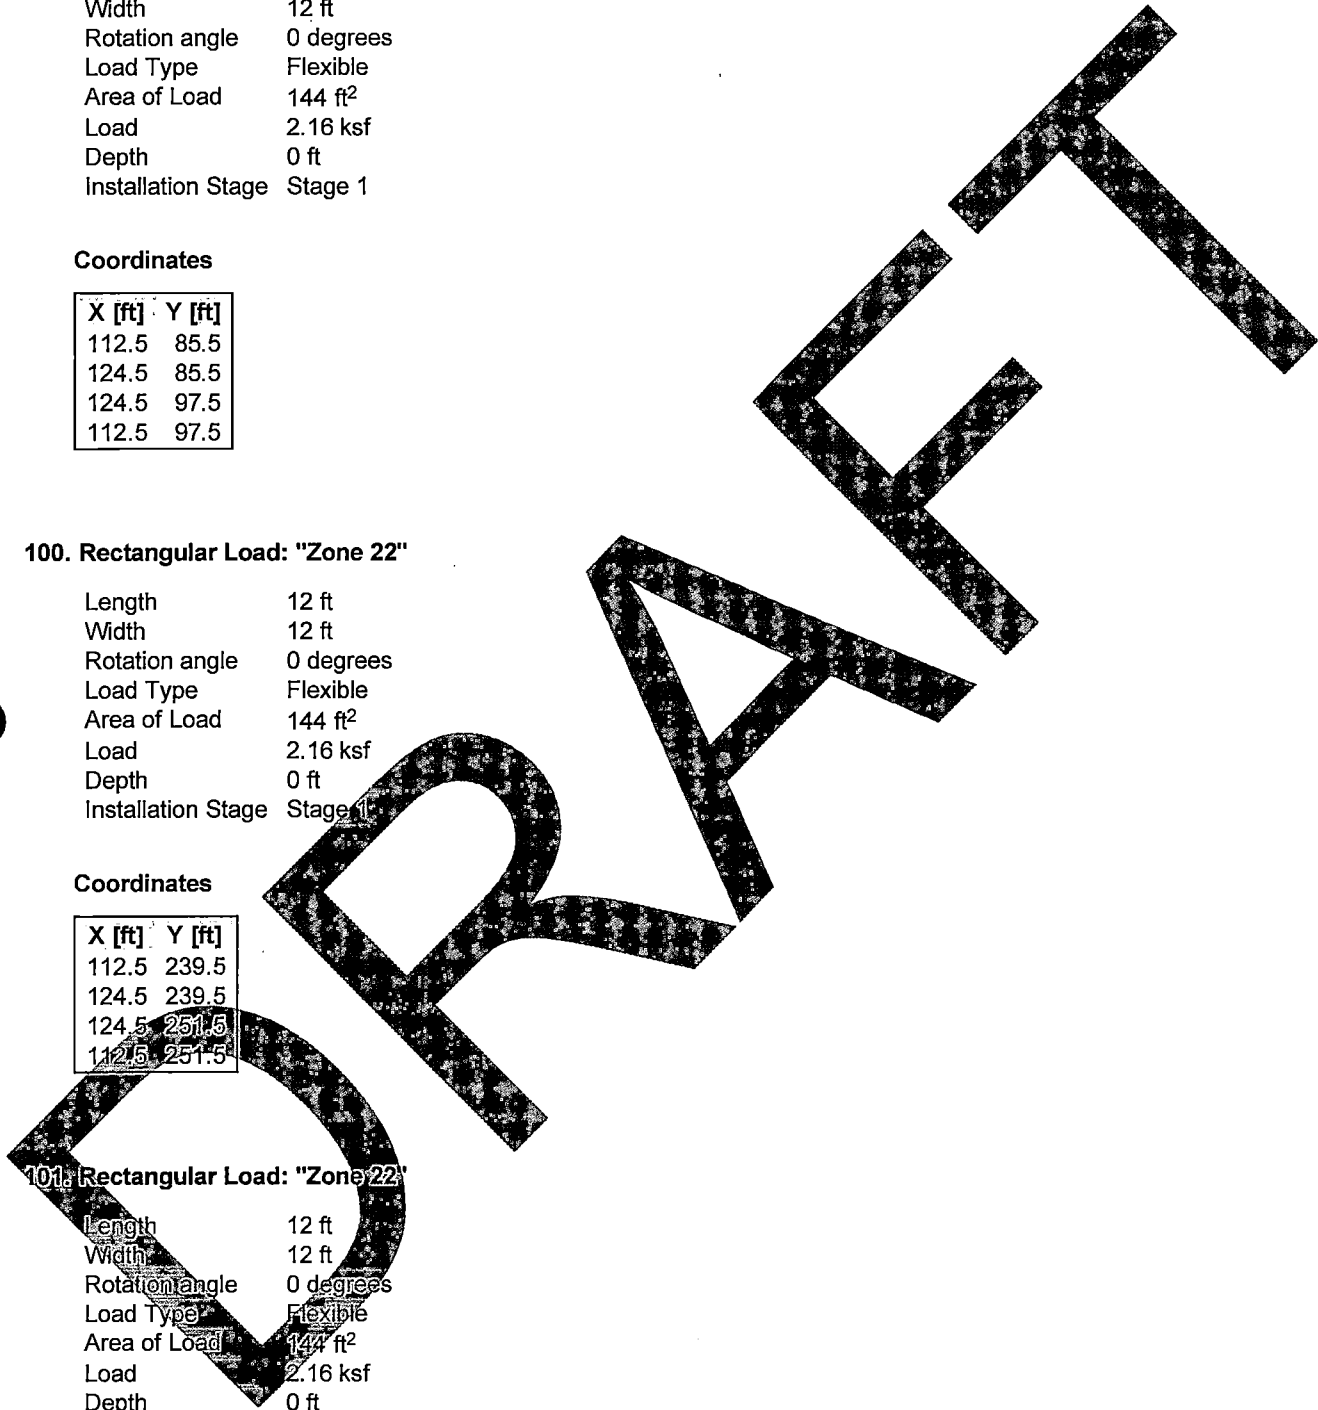 Width 12 ft
Rotation angle 0 degrees
Load Type Flexible
Area of Load 144 ft²
Load 2.16 ksf
Depth 0 ft
Installation Stage Stage 1
Coordinates
X [ft] Y [ft]
112.5 85.5
124.5 85.5
124.5 97.5
112.5 97.5
100. Rectangular Load: "Zone 22"
Length 12 ft
Width 12 ft
Rotation angle 0 degrees
Load Type Flexible
Area of Load 144 ft²
Load 2.16 ksf
Depth 0 ft
Installation Stage Stage 1
Coordinates
X [ft] Y [ft]
112.5 239.5
124.5 239.5
124.5 251.5
112.5 251.5
101. Rectangular Load: "Zone 22"
Length 12 ft
Width 12 ft
Rotation angle 0 degrees
Load Type Flexible
Area of Load 144 ft²
Load 2.16 ksf
Depth 0 ft
DRAFT